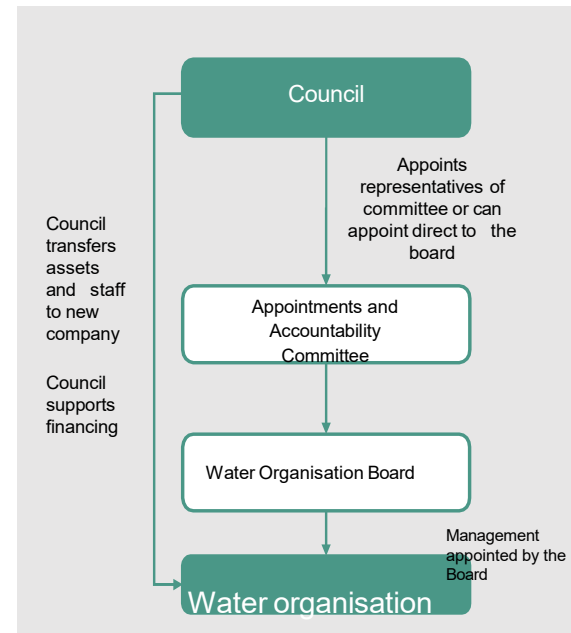 Council
Appoints
representatives of
committee or can
appoint direct to the
board
Council
transfers
assets
and staff
to new
company
Council
supports
financing
Appointments and
Accountability
Committee
Water Organisation Board
Management
appointed by the
Board
Water organisation